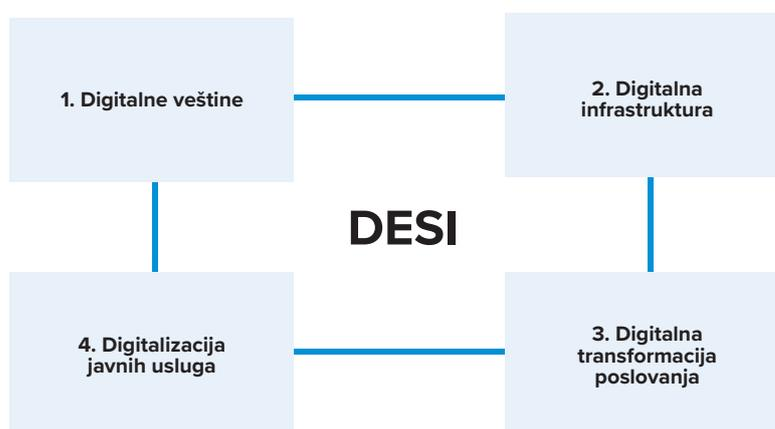 1. Digitalne veštine
2. Digitalna
infrastruktura
DESI
4. Digitalizacija
javnih usluga
3. Digitalna
transformacija
poslovanja